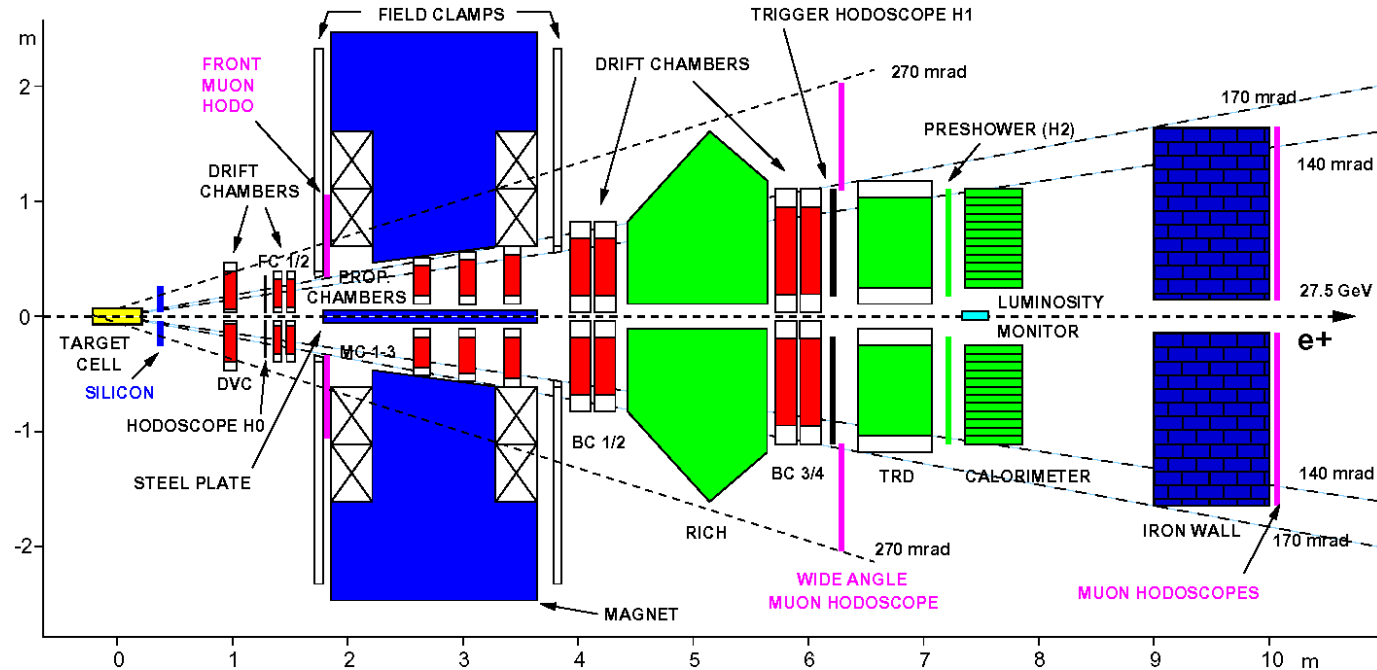 m
FIELD CLAMPS
TRIGGER HODOSCOPE H1
2
FRONT
MUON
HODO
DRIFT CHAMBERS
270 mrad
170 mrad
PRESHOWER (H2)
DRIFT
CHAMBERS
140 mrad
1
FC 1/2
PROP.
CHAMBERS
27.5 GeV
LUMINOSITY
MONITOR
0
e+
TARGET
CELL
MC 1-3
SILICON
DVC
HODOSCOPE H0
-1
BC 1/2
STEEL PLATE
BC 3/4
TRD
CALORIMETER
140 mrad
RICH
IRON WALL
170 mrad
-2
270 mrad
WIDE ANGLE
MUON HODOSCOPE
MUON HODOSCOPES
MAGNET
0 1 2 3 4 5 6 7 8 9 10 m